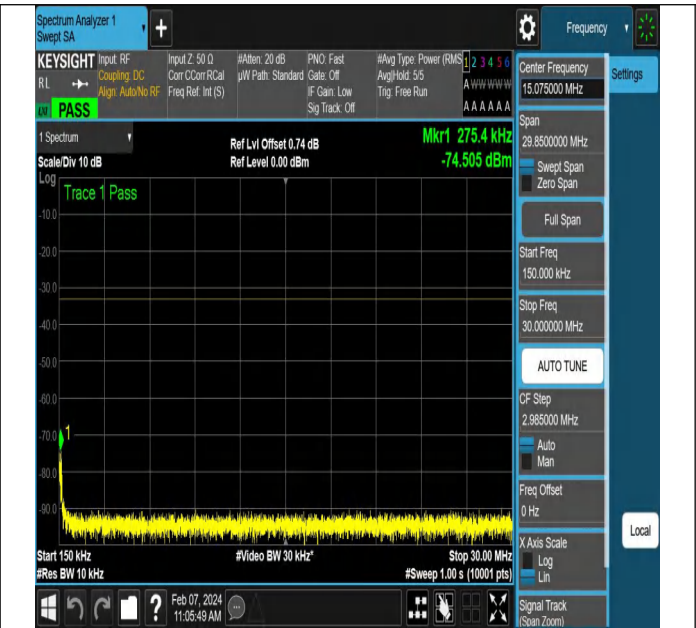 Spectrum Analyzer 1
Swept SA
+
Frequency
KEYSIGHT
RL
PASS
Input: RF
Coupling: DC
Align: Auto/No RF
Input Z: 50 Ω
Corr CCorr RCal
Freq Ref: Int (S)
#Atten: 20 dB
µW Path: Standard
PNO: Fast
Gate: Off
IF Gain: Low
Sig Track: Off
#Avg Type: Power (RMS
Avg|Hold: 5/5
Trig: Free Run
1 2 3 4 5 6
A W W W W W
A A A A A A
1 Spectrum
Scale/Div 10 dB
Log
Ref Lvl Offset 0.74 dB
Ref Level 0.00 dBm
Mkr1 275.4 kHz
-74.505 dBm
Trace 1 Pass
-10.0
-20.0
-30.0
-40.0
-50.0
-60.0
-70.0
-80.0
-90.0
1
Start 150 kHz
#Res BW 10 kHz
#Video BW 30 kHz*
Stop 30.00 MHz
#Sweep 1.00 s (10001 pts)
?
Feb 07, 2024
11:05:49 AM
Center Frequency
15.075000 MHz
Span
29.8500000 MHz
Swept Span
Zero Span
Full Span
Start Freq
150.000 kHz
Stop Freq
30.000000 MHz
AUTO TUNE
CF Step
2.985000 MHz
Auto
Man
Freq Offset
0 Hz
X Axis Scale
Log
Lin
Signal Track
(Span Zoom)
Settings
Local